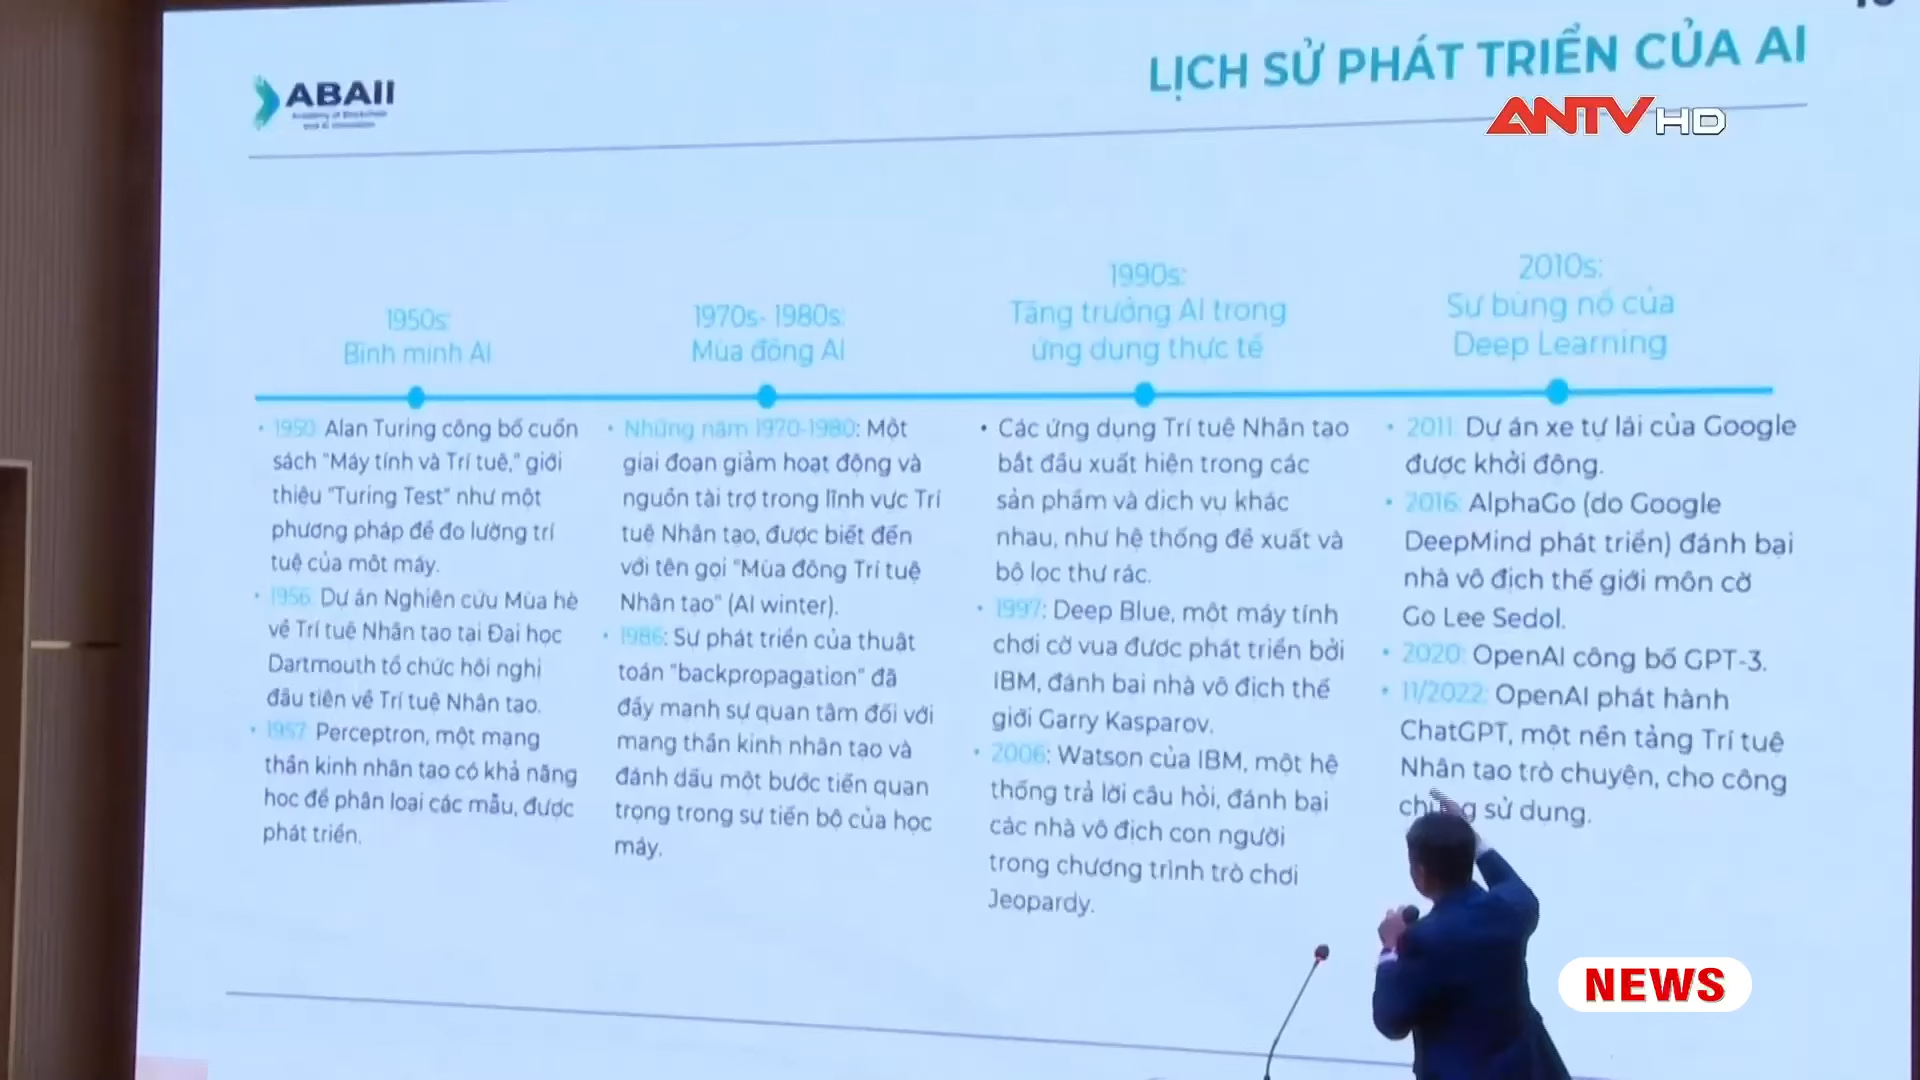 LỊCH SỬ PHÁT TRIỂN CỦA AI
ABAII
Academy of Blockchain
and AI Innovation
ANTV HD
1950s:
Bình minh AI
1950: Alan Turing công bố cuốn
sách "Máy tính và Trí tuệ," giới
thiệu "Turing Test" như một
phương pháp để đo lường trí
tuệ của một máy.
1956: Dự án Nghiên cứu Mùa hè
về Trí tuệ Nhân tạo tại Đại học
Dartmouth tổ chức hội nghị
đầu tiên về Trí tuệ Nhân tạo.
1957: Perceptron, một mạng
thần kinh nhân tạo có khả năng
học để phân loại các mẫu, được
phát triển.
1970s- 1980s:
Mùa đông AI
Những năm 1970-1980: Một
giai đoạn giảm hoạt động và
nguồn tài trợ trong lĩnh vực Trí
tuệ Nhân tạo, được biết đến
với tên gọi "Mùa đông Trí tuệ
Nhân tạo" (AI winter).
1986: Sự phát triển của thuật
toán "backpropagation" đã
đẩy mạnh sự quan tâm đối với
mạng thần kinh nhân tạo và
đánh dấu một bước tiến quan
trọng trong sự tiến bộ của học
máy.
1990s:
Tăng trưởng AI trong
ứng dụng thực tế
Các ứng dụng Trí tuệ Nhân tạo
bắt đầu xuất hiện trong các
sản phẩm và dịch vụ khác
nhau, như hệ thống đề xuất và
bộ lọc thư rác.
1997: Deep Blue, một máy tính
chơi cờ vua được phát triển bởi
IBM, đánh bại nhà vô địch thế
giới Garry Kasparov.
2006: Watson của IBM, một hệ
thống trả lời câu hỏi, đánh bại
các nhà vô địch con người
trong chương trình trò chơi
Jeopardy.
2010s:
Sự bùng nổ của
Deep Learning
2011: Dự án xe tự lái của Google
được khởi động.
2016: AlphaGo (do Google
DeepMind phát triển) đánh bại
nhà vô địch thế giới môn cờ
Go Lee Sedol.
2020: OpenAI công bố GPT-3.
11/2022: OpenAI phát hành
ChatGPT, một nền tảng Trí tuệ
Nhân tạo trò chuyện, cho công
chúng sử dụng.
NEWS